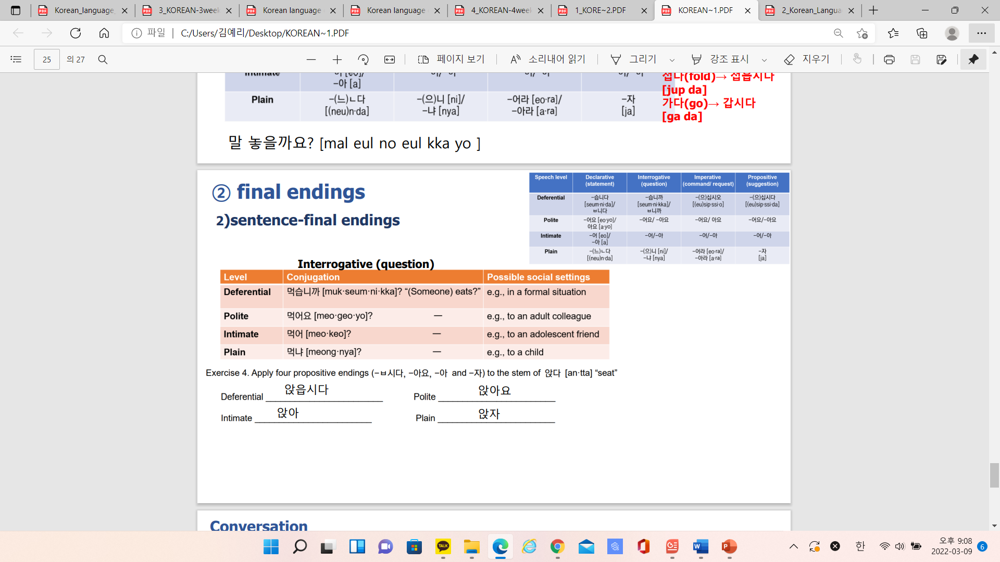 Korean_language_
3_KOREAN-3week
Korean language
Korean language
4_KOREAN-4week
1_KORE~2.PDF
KOREAN~1.PDF
2_Korean_Langua
파일 C:/Users/김예리/Desktop/KOREAN~1.PDF
25 의 27
페이지 보기 소리내어 읽기 그리기 강조 표시 지우기
Intimate
–아 [a]
Plain –(느)ㄴ다 –(으)니 [ni]/ –어라 [eo·ra]/ –자
[(neu)n·da] –냐 [nya] –아라 [a·ra] [ja]
[jup da]
가다(go)→ 갑시다
[ga da]
말 놓을까요? [mal eul no eul kka yo ]
② final endings
2)sentence-final endings
Speech level Declarative Interrogative Imperative Propositive
(statement) (question) (command/ request) (suggestion)
Deferential –습니다 –습니까 –(으)십시오 –(으)십시다
[seum·ni·da]/ [seum·ni·kka]/ [(eu)sip·ssi·o] [(eu)sip·ssi·da]
ㅂ니다 ㅂ니까
Polite –어요 [eo·yo]/ –어요/ –아요 –어요/ 아요 –어요/–아요
아요 [a·yo]
Intimate –어 [eo]/ –어/–아 –어/–아 –어/–아
–아 [a]
Plain –(느)ㄴ다 –(으)니 [ni]/ –어라 [eo·ra]/ –자
[(neu)n·da] –냐 [nya] –아라 [a·ra] [ja]
Interrogative (question)
Level Conjugation Possible social settings
Deferential 먹습니까 [muk·seum·ni·kka]? “(Someone) eats?” e.g., in a formal situation
Polite 먹어요 [meo·geo·yo]? — e.g., to an adult colleague
Intimate 먹어 [meo·keo]? — e.g., to an adolescent friend
Plain 먹냐 [meong·nya]? — e.g., to a child
Exercise 4. Apply four propositive endings (–ㅂ시다, –아요, –아 and –자) to the stem of 앉다 [an·tta] “seat”
Deferential 앉읍시다 Polite 앉아요
Intimate 앉아 Plain 앉자
Conversation
TALK
한
오후 9:08
2022-03-09
6